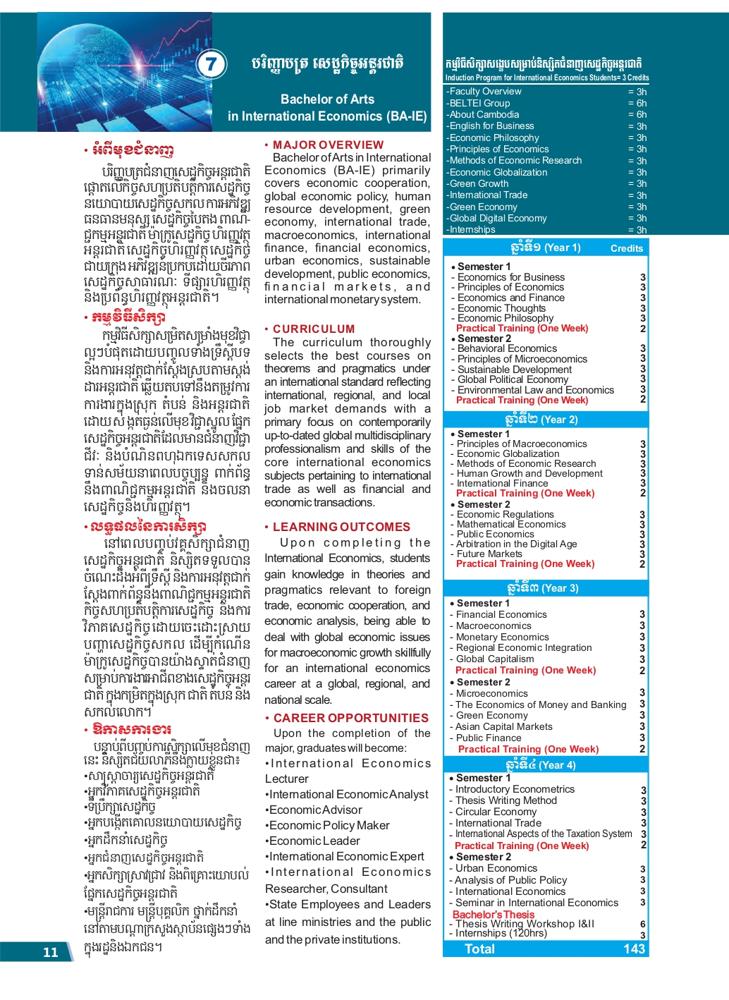 7
បរិញ្ញាបត្រ សេដ្ឋកិច្ចអន្តរជាតិ
Bachelor of Arts
in International Economics (BA-IE)
• អំពីមុខជំនាញ
បរិញ្ញបត្រជំនាញសេដ្ឋកិច្ចអន្តរជាតិ
ផ្តោតលើកិច្ចសហប្រតិបត្តិការសេដ្ឋកិច្ច
នយោបាយសេដ្ឋកិច្ចសកល ការអភិវឌ្ឍ
ធនធានមនុស្ស សេដ្ឋកិច្ចបៃតង ពាណិ-
ជ្ជកម្មអន្តរជាតិ ម៉ាក្រូសេដ្ឋកិច្ច ហិរញ្ញវត្ថុ
អន្តរជាតិ សេដ្ឋកិច្ចហិរញ្ញវត្ថុ សេដ្ឋកិច្ច
ជាយក្រុង អភិវឌ្ឍន៍ប្រកបដោយចីរភាព
សេដ្ឋកិច្ចសាធារណៈ ទីផ្សារហិរញ្ញវត្ថុ
និងប្រព័ន្ធហិរញ្ញវត្ថុអន្តរជាតិ។
• កម្មវិធីសិក្សា
កម្មវិធីសិក្សាសម្រិតសម្រាំងមុខវិជ្ជា
ល្អៗបំផុតដោយបញ្ចូលទាំងទ្រឹស្តីបទ
និងការអនុវត្តជាក់ស្តែងស្របតាមស្តង់
ដារអន្តរជាតិ ឆ្លើយតបទៅនឹងតម្រូវការ
ការងារក្នុងស្រុក តំបន់ និងអន្តរជាតិ
ដោយសង្កត់ធ្ងន់លើមុខវិជ្ជាស្នូលផ្នែក
សេដ្ឋកិច្ចអន្តរជាតិដែលមានជំនាញវិជ្ជា
ជីវៈ និងបំណិនពហុឯកទេសសកល
ទាន់សម័យនាពេលបច្ចុប្បន្ន ពាក់ព័ន្ធ
នឹងពាណិជ្ជកម្មអន្តរជាតិ និងចលនា
សេដ្ឋកិច្ចនិងហិរញ្ញវត្ថុ។
• លទ្ធផលនៃការសិក្សា
នៅពេលបញ្ចប់វគ្គសិក្សាជំនាញ
សេដ្ឋកិច្ចអន្តរជាតិ និស្សិតទទួលបាន
ចំណេះដឹងអំពីទ្រឹស្តី និងការអនុវត្តជាក់
ស្តែងពាក់ព័ន្ធនឹងពាណិជ្ជកម្មអន្តរជាតិ
កិច្ចសហប្រតិបត្តិការសេដ្ឋកិច្ច និងការ
វិភាគសេដ្ឋកិច្ច ដោយចេះដោះស្រាយ
បញ្ហាសេដ្ឋកិច្ចសកល ដើម្បីកំណើន
ម៉ាក្រូសេដ្ឋកិច្ចបានយ៉ាងស្ទាត់ជំនាញ
សម្រាប់ការងារអាជីពខាងសេដ្ឋកិច្ចអន្តរ
ជាតិ ក្នុងកម្រិតក្នុងស្រុក ជាតិ តំបន់ និង
សកលលោក។
• ឱកាសការងារ
បន្ទាប់ពីបញ្ចប់ការសិក្សាលើមុខជំនាញ
នេះ និស្សិតជ័យលាភីនឹងក្លាយខ្លួនជា៖
•សាស្ត្រាចារ្យសេដ្ឋកិច្ចអន្តរជាតិ
•អ្នកវិភាគសេដ្ឋកិច្ចអន្តរជាតិ
•ទីប្រឹក្សាសេដ្ឋកិច្ច
•អ្នកបង្កើតគោលនយោបាយសេដ្ឋកិច្ច
•អ្នកដឹកនាំសេដ្ឋកិច្ច
•អ្នកជំនាញសេដ្ឋកិច្ចអន្តរជាតិ
•អ្នកសិក្សាស្រាវជ្រាវ និងពិគ្រោះយោបល់
ផ្នែកសេដ្ឋកិច្ចអន្តរជាតិ
•មន្ត្រីរាជការ មន្ត្រីបុគ្គលិក ថ្នាក់ដឹកនាំ
នៅតាមបណ្តាក្រសួងស្ថាប័នផ្សេងៗទាំង
ក្នុងរដ្ឋនិងឯកជន។
• MAJOR OVERVIEW
Bachelor of Arts in International
Economics (BA-IE) primarily
covers economic cooperation,
global economic policy, human
resource development, green
economy, international trade,
macroeconomics, international
finance, financial economics,
urban economics, sustainable
development, public economics,
financial markets, and
international monetary system.
• CURRICULUM
The curriculum thoroughly
selects the best courses on
theorems and pragmatics under
an international standard reflecting
international, regional, and local
job market demands with a
primary focus on contemporarily
up-to-dated global multidisciplinary
professionalism and skills of the
core international economics
subjects pertaining to international
trade as well as financial and
economic transactions.
• LEARNING OUTCOMES
Upon completing the
International Economics, students
gain knowledge in theories and
pragmatics relevant to foreign
trade, economic cooperation, and
economic analysis, being able to
deal with global economic issues
for macroeconomic growth skillfully
for an international economics
career at a global, regional, and
national scale.
• CAREER OPPORTUNITIES
Upon the completion of the
major, graduates will become:
•International Economics
Lecturer
•International Economic Analyst
•Economic Advisor
•Economic Policy Maker
•Economic Leader
•International Economic Expert
•International Economics
Researcher, Consultant
•State Employees and Leaders
at line ministries and the public
and the private institutions.
កម្មវិធីសិក្សាសង្ខេបសម្រាប់និស្សិតជំនាញសេដ្ឋកិច្ចអន្តរជាតិ
Induction Program for International Economics Students= 3 Credits
-Faculty Overview = 3h
-BELTEI Group = 6h
-About Cambodia = 6h
-English for Business = 3h
-Economic Philosophy = 3h
-Principles of Economics = 3h
-Methods of Economic Research = 3h
-Economic Globalization = 3h
-Green Growth = 3h
-International Trade = 3h
-Green Economy = 3h
-Global Digital Economy = 3h
-Internships = 3h
ឆ្នាំទី១ (Year 1) Credits
• Semester 1
- Economics for Business 3
- Principles of Economics 3
- Economics and Finance 3
- Economic Thoughts 3
- Economic Philosophy 3
Practical Training (One Week) 2
• Semester 2
- Behavioral Economics 3
- Principles of Microeconomics 3
- Sustainable Development 3
- Global Political Economy 3
- Environmental Law and Economics 3
Practical Training (One Week) 2
ឆ្នាំទី២ (Year 2)
• Semester 1
- Principles of Macroeconomics 3
- Economic Globalization 3
- Methods of Economic Research 3
- Human Growth and Development 3
- International Finance 3
Practical Training (One Week) 2
• Semester 2
- Economic Regulations 3
- Mathematical Economics 3
- Public Economics 3
- Arbitration in the Digital Age 3
- Future Markets 3
Practical Training (One Week) 2
ឆ្នាំទី៣ (Year 3)
• Semester 1
- Financial Economics 3
- Macroeconomics 3
- Monetary Economics 3
- Regional Economic Integration 3
- Global Capitalism 3
Practical Training (One Week) 2
• Semester 2
- Microeconomics 3
- The Economics of Money and Banking 3
- Green Economy 3
- Asian Capital Markets 3
- Public Finance 3
Practical Training (One Week) 2
ឆ្នាំទី៤ (Year 4)
• Semester 1
- Introductory Econometrics 3
- Thesis Writing Method 3
- Circular Economy 3
- International Trade 3
- International Aspects of the Taxation System 3
Practical Training (One Week) 2
• Semester 2
- Urban Economics 3
- Analysis of Public Policy 3
- International Economics 3
- Seminar in International Economics 3
Bachelor's Thesis
- Thesis Writing Workshop I&II 6
- Internships (120hrs) 3
Total 143
11